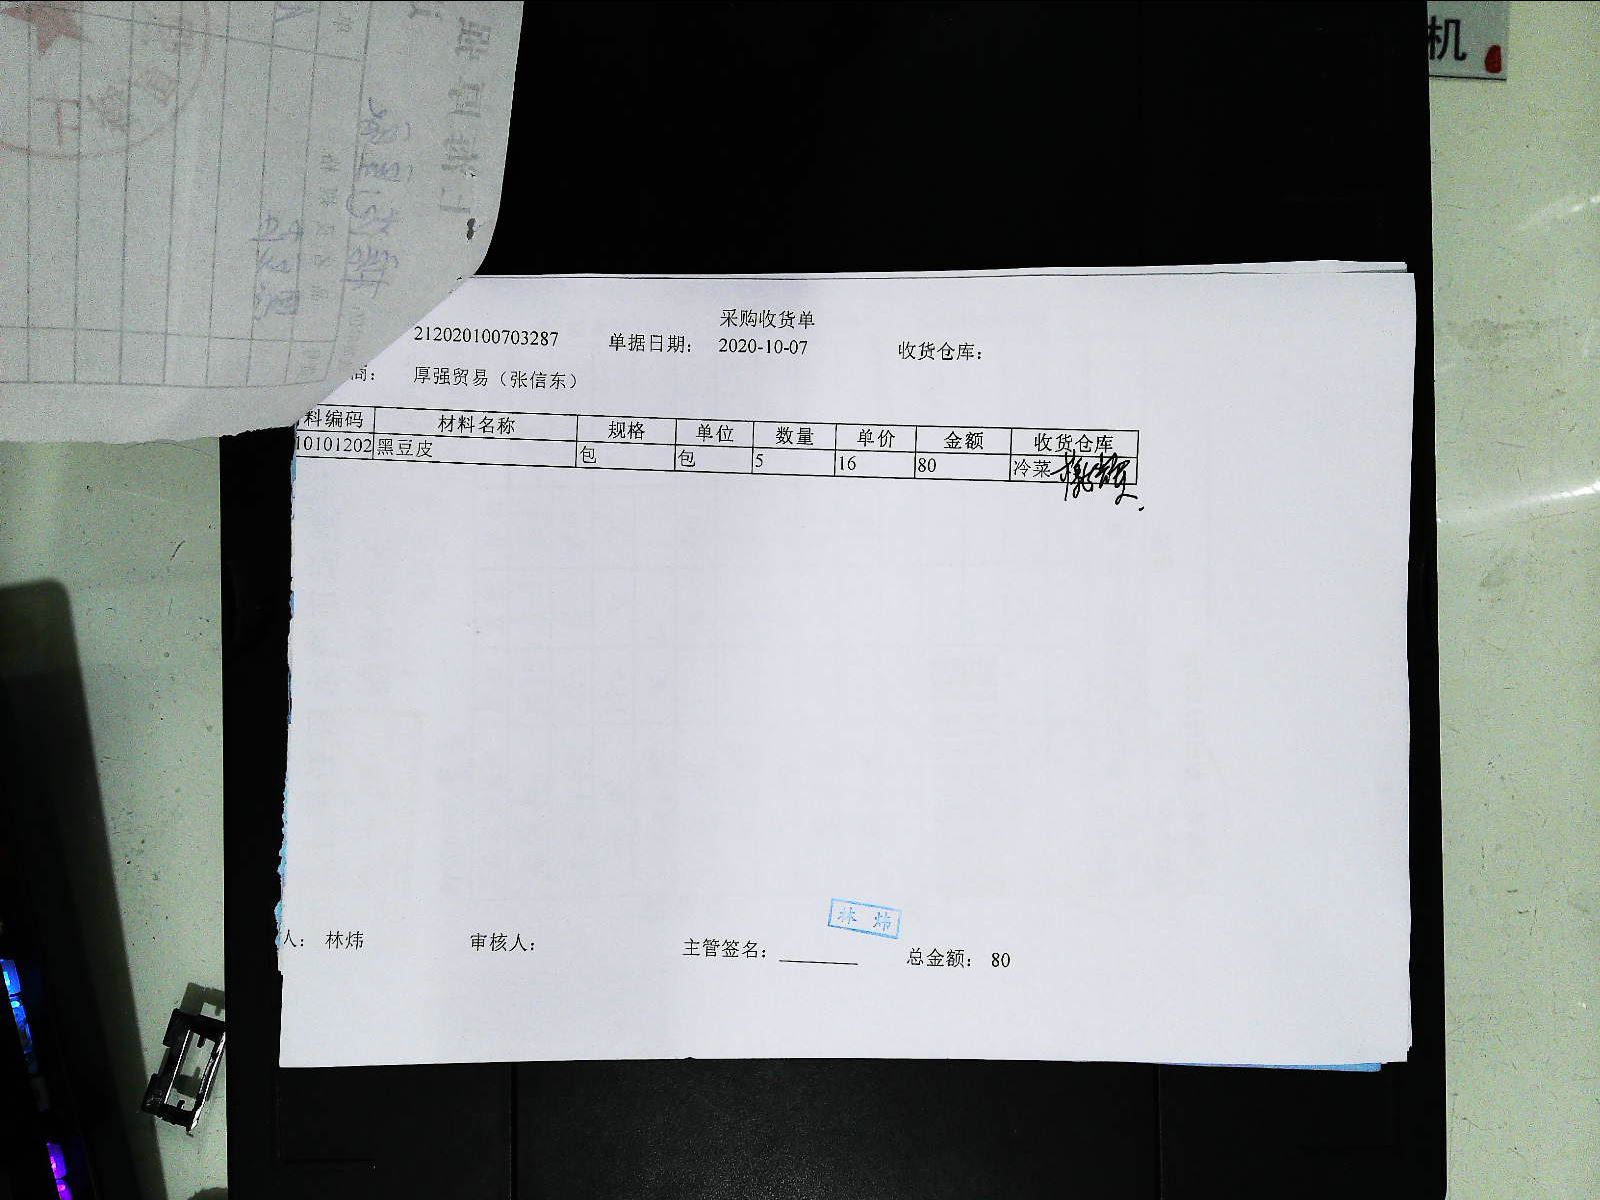 机
采购收货单
212020100703287 单据日期: 2020-10-07 收货仓库:
商: 厚强贸易（张信东）
料编码 材料名称 规格 单位 数量 单价 金额 收货仓库
10101202 黑豆皮 包 包 5 16 80 冷菜
林 炜
人: 林炜 审核人: 主管签名: 总金额: 80